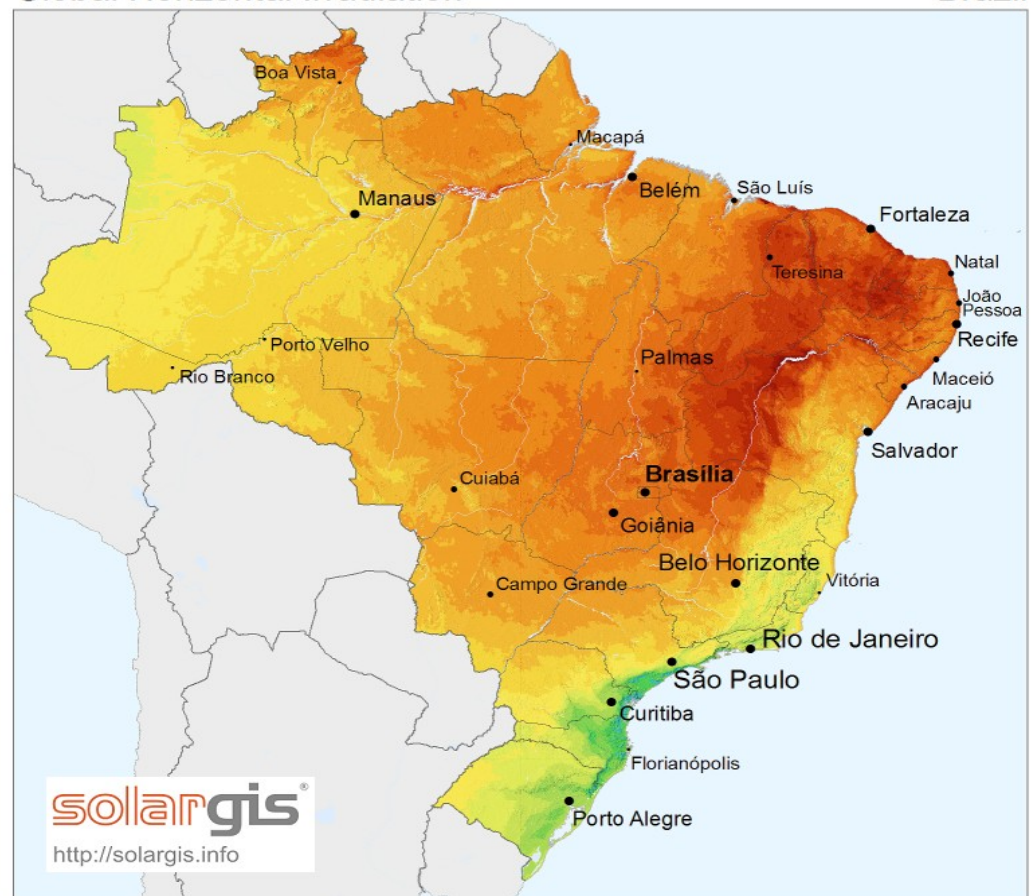 Boa Vista
Macapá
Belém
São Luís
Manaus
Fortaleza
Teresina
Natal
João
Pessoa
Recife
Porto Velho
Palmas
Rio Branco
Maceió
Aracaju
Salvador
Brasília
Cuiabá
Goiânia
Belo Horizonte
Campo Grande
Vitória
Rio de Janeiro
São Paulo
Curitiba
Florianópolis
Porto Alegre
solargis®
http://solargis.info